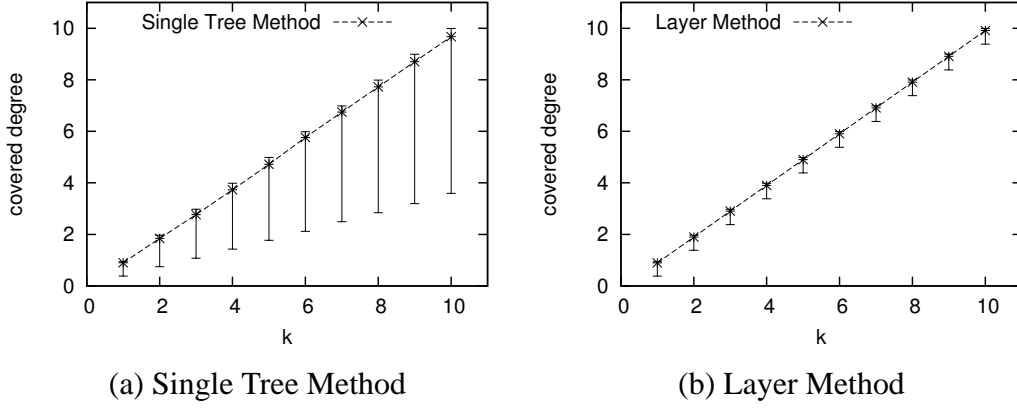 Single Tree Method
covered degree
10
8
6
4
2
0
0 2 4 6 8 10
k
(a) Single Tree Method
Layer Method
covered degree
10
8
6
4
2
0
0 2 4 6 8 10
k
(b) Layer Method